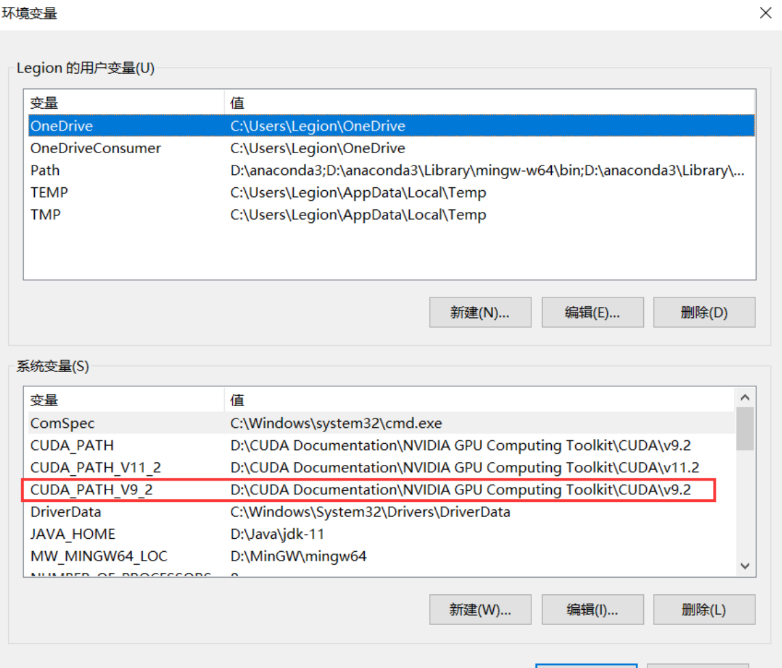 环境变量
Legion 的用户变量(U)
变量 值
OneDrive C:\Users\Legion\OneDrive
OneDriveConsumer C:\Users\Legion\OneDrive
Path D:\anaconda3;D:\anaconda3\Library\mingw-w64\bin;D:\anaconda3\Library\...
TEMP C:\Users\Legion\AppData\Local\Temp
TMP C:\Users\Legion\AppData\Local\Temp
新建(N)... 编辑(E)... 删除(D)
系统变量(S)
变量 值
ComSpec C:\Windows\system32\cmd.exe
CUDA_PATH D:\CUDA Documentation\NVIDIA GPU Computing Toolkit\CUDA\v9.2
CUDA_PATH_V11_2 D:\CUDA Documentation\NVIDIA GPU Computing Toolkit\CUDA\v11.2
CUDA_PATH_V9_2 D:\CUDA Documentation\NVIDIA GPU Computing Toolkit\CUDA\v9.2
DriverData C:\Windows\System32\Drivers\DriverData
JAVA_HOME D:\Java\jdk-11
MW_MINGW64_LOC D:\MinGW\mingw64
NUMBER_OF_PROCESSORS
新建(W)... 编辑(I)... 删除(L)